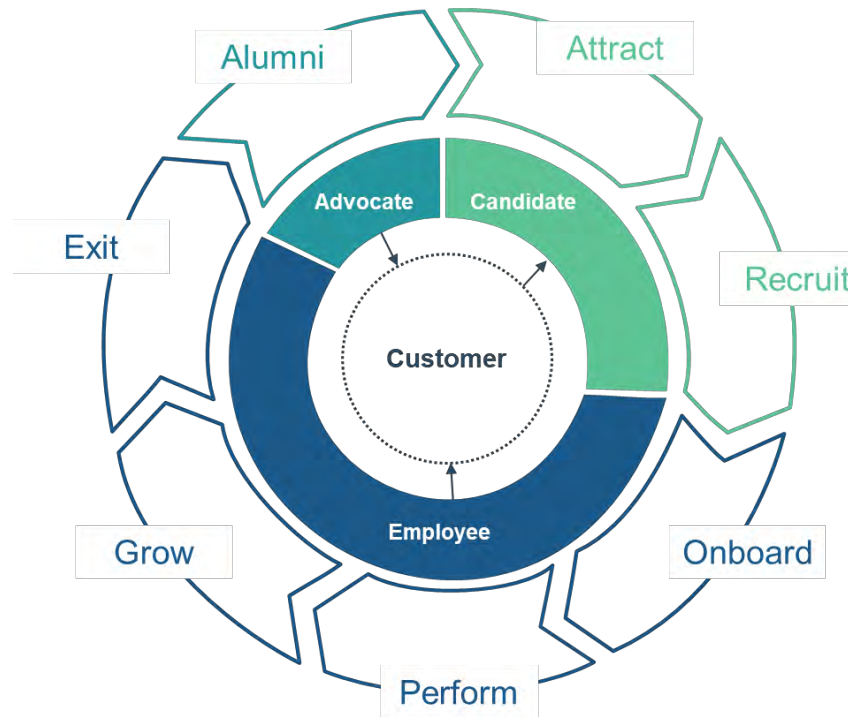 Alumni
Attract
Advocate
Candidate
Exit
Recruit
Customer
Employee
Grow
Onboard
Perform